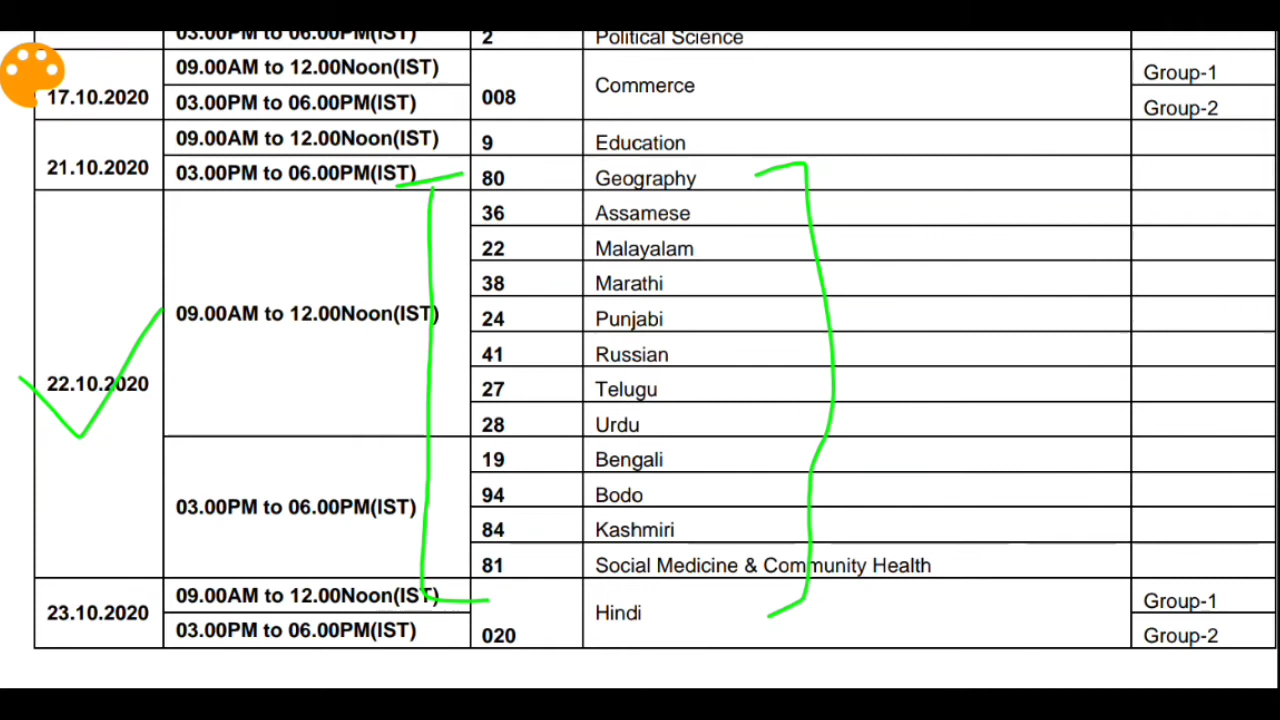 03.00PM to 06.00PM(IST) 2 Political Science
17.10.2020 09.00AM to 12.00Noon(IST) 008 Commerce Group-1
03.00PM to 06.00PM(IST) Group-2
21.10.2020 09.00AM to 12.00Noon(IST) 9 Education
03.00PM to 06.00PM(IST) 80 Geography
22.10.2020 09.00AM to 12.00Noon(IST) 36 Assamese
22 Malayalam
38 Marathi
24 Punjabi
41 Russian
27 Telugu
28 Urdu
03.00PM to 06.00PM(IST) 19 Bengali
94 Bodo
84 Kashmiri
81 Social Medicine & Community Health
23.10.2020 09.00AM to 12.00Noon(IST) 020 Hindi Group-1
03.00PM to 06.00PM(IST) Group-2